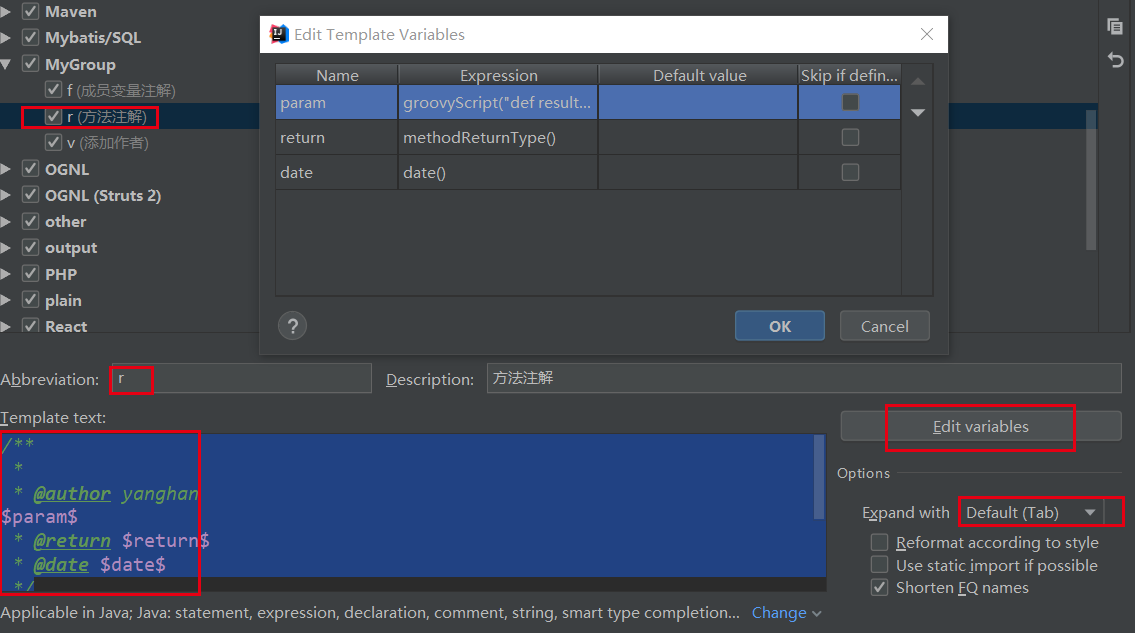 Maven
Mybatis/SQL
MyGroup
f (成员变量注解)
r (方法注解)
v (添加作者)
OGNL
OGNL (Struts 2)
other
output
PHP
plain
React
Edit Template Variables
Name Expression Default value Skip if defin...
param groovyScript("def result...
return methodReturnType()
date date()
? OK Cancel
Abbreviation: r Description: 方法注解
Template text:
/**
*
* @author yanghan
$param$
* @return $return$
* @date $date$
*/
Edit variables
Options
Expand with Default (Tab)
Reformat according to style
Use static import if possible
Shorten FQ names
Applicable in Java; Java: statement, expression, declaration, comment, string, smart type completion... Change